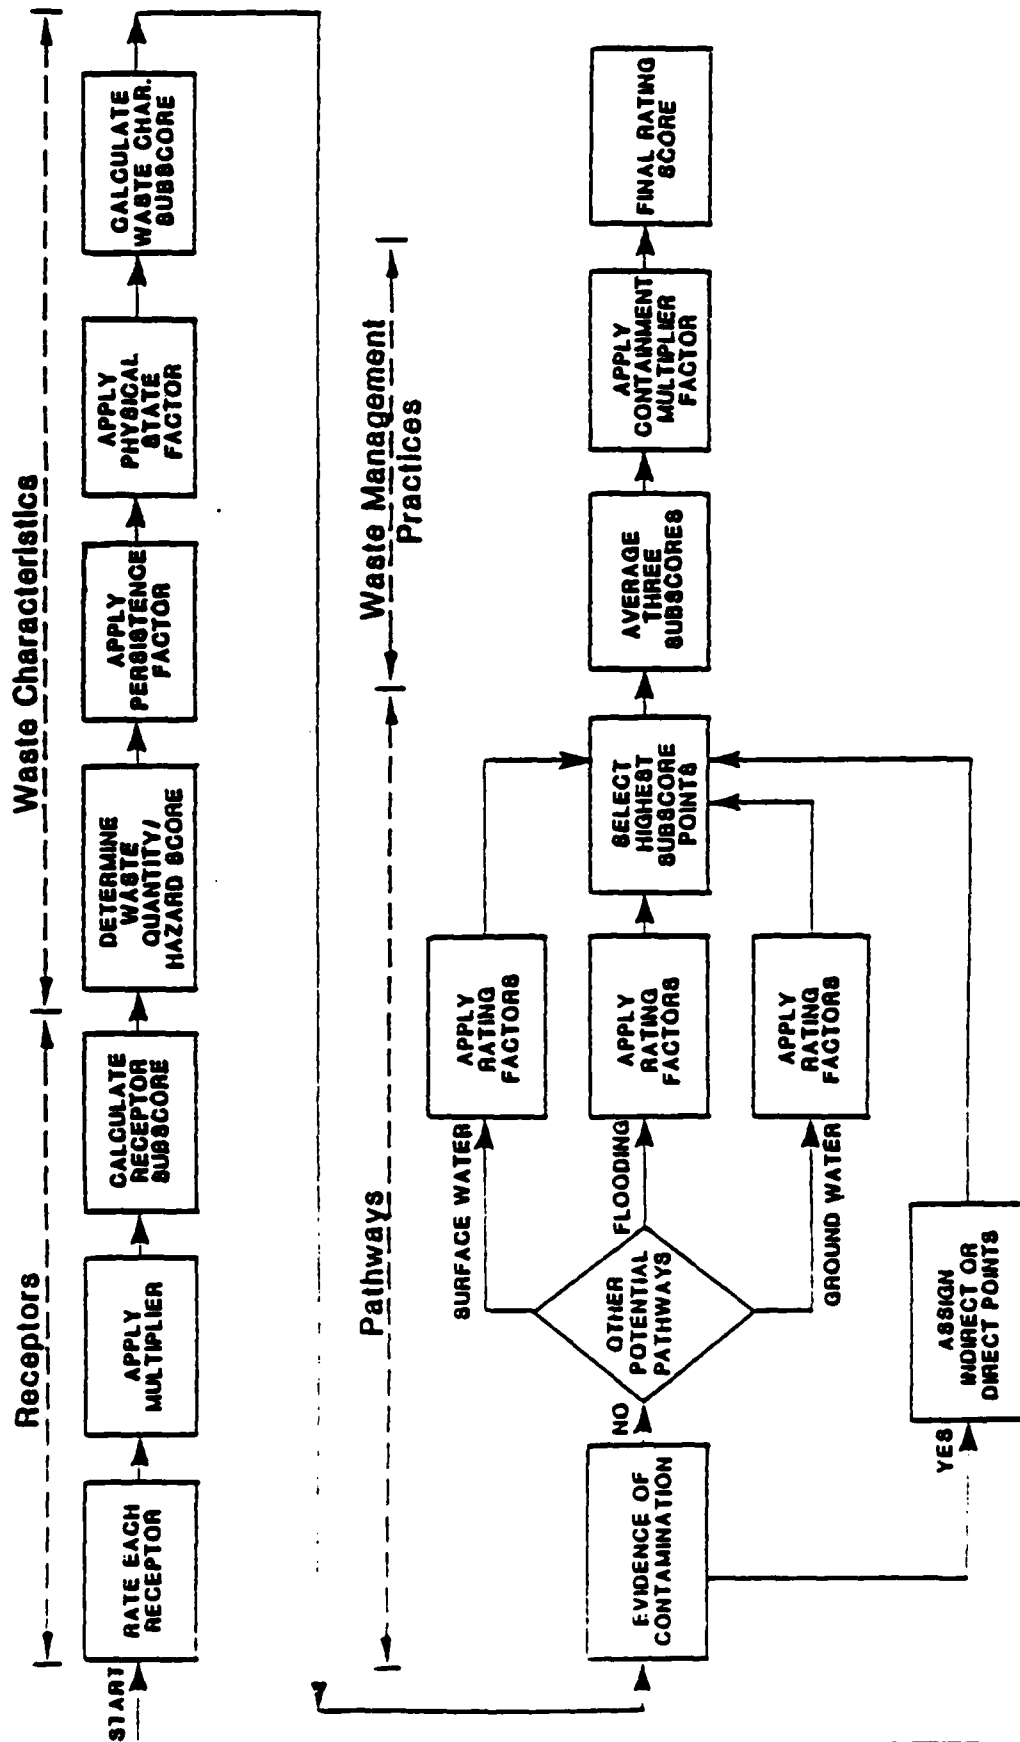 Receptors
Waste Characteristics
START
RATE EACH
RECEPTOR
APPLY
MULTIPLIER
CALCULATE
RECEPTOR
SUBSCORE
DETERMINE
WASTE
QUANTITY/
HAZARD SCORE
APPLY
PERSISTENCE
FACTOR
APPLY
PHYSICAL
STATE
FACTOR
CALCULATE
WASTE CHAR.
SUBSCORE
Pathways
Waste Management
Practices
EVIDENCE OF
CONTAMINATION
NO
YES
OTHER
POTENTIAL
PATHWAYS
SURFACE WATER
FLOODING
GROUND WATER
APPLY
RATING
FACTORS
APPLY
RATING
FACTORS
APPLY
RATING
FACTORS
ASSIGN
INDIRECT OR
DIRECT POINTS
SELECT
HIGHEST
SUBSCORE
POINTS
AVERAGE
THREE
SUBSCORES
APPLY
CONTAINMENT
MULTIPLIER
FACTOR
FINAL RATING
SCORE